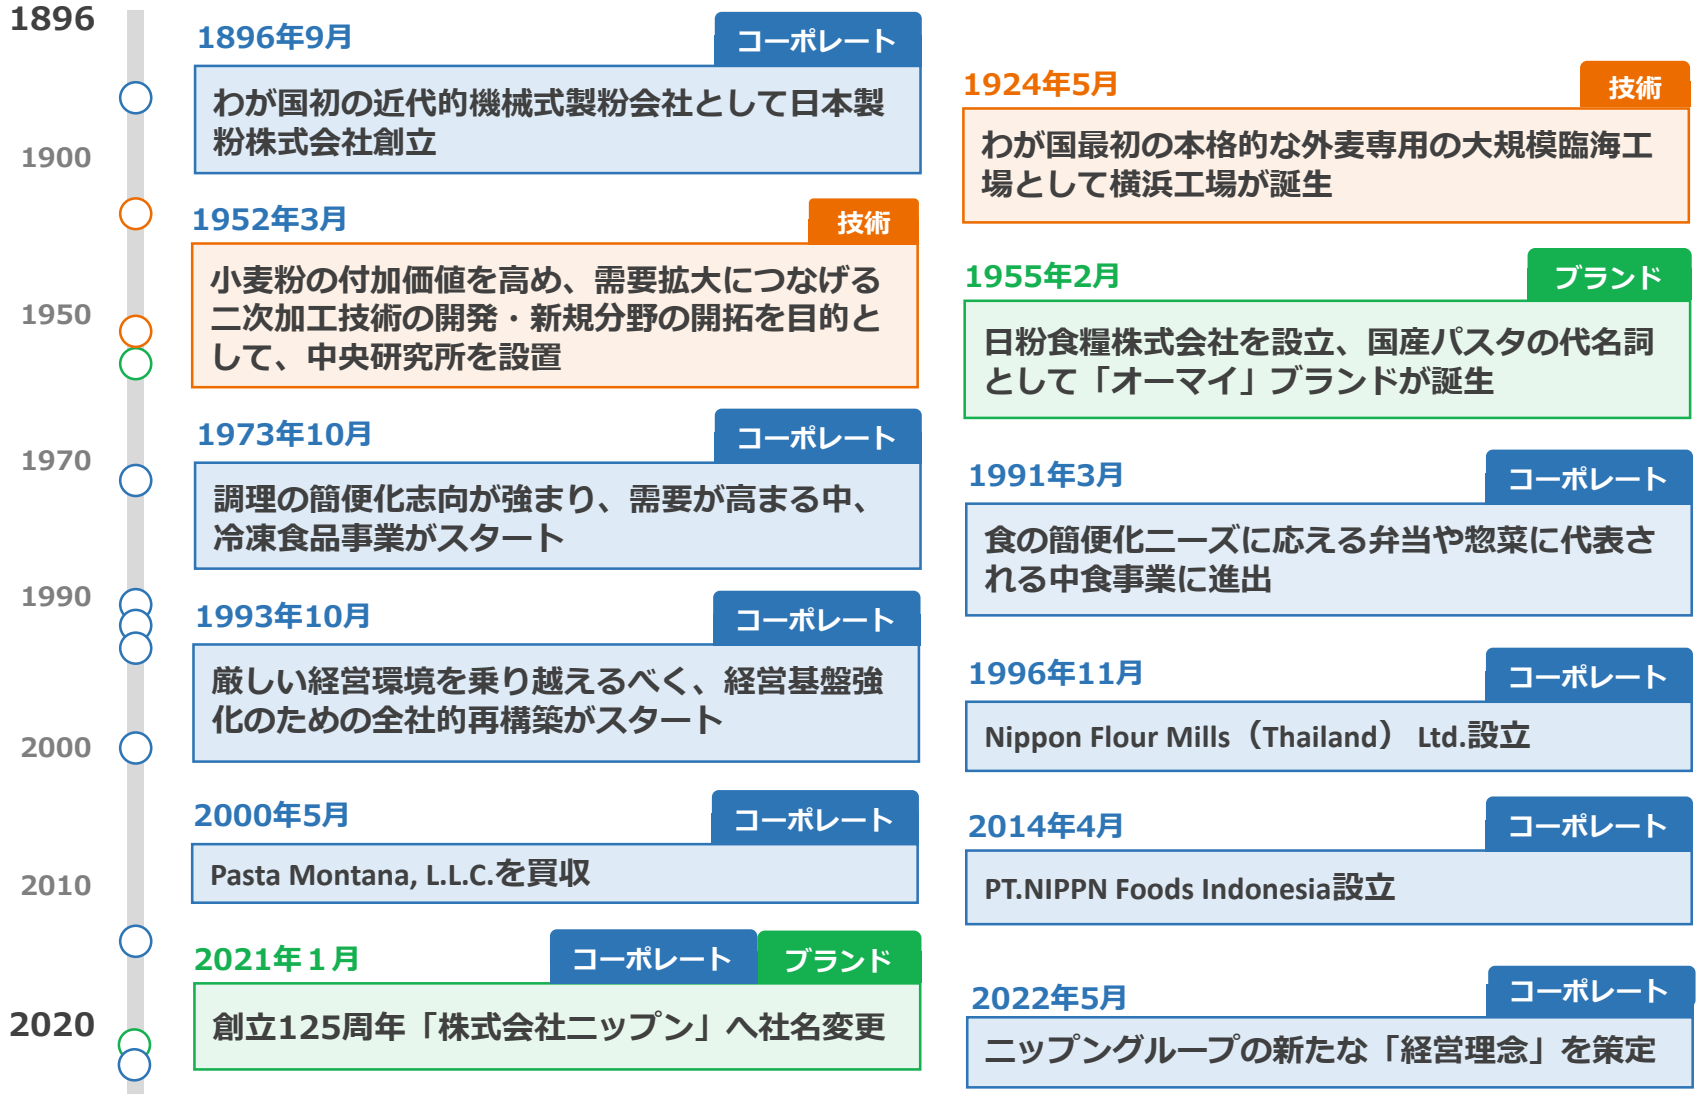 1896
1900
1950
1970
1990
2000
2010
2020
1896年9月
コーポレート
わが国初の近代的機械式製粉会社として日本製
粉株式会社創立
1924年5月
技術
わが国最初の本格的な外麦専用の大規模臨海工
場として横浜工場が誕生
1952年3月
技術
小麦粉の付加価値を高め、需要拡大につなげる
二次加工技術の開発・新規分野の開拓を目的と
して、中央研究所を設置
1955年2月
ブランド
日粉食糧株式会社を設立、国産パスタの代名詞
として「オーマイ」ブランドが誕生
1973年10月
コーポレート
調理の簡便化志向が強まり、需要が高まる中、
冷凍食品事業がスタート
1991年3月
コーポレート
食の簡便化ニーズに応える弁当や惣菜に代表さ
れる中食事業に進出
1993年10月
コーポレート
厳しい経営環境を乗り越えるべく、経営基盤強
化のための全社的再構築がスタート
1996年11月
コーポレート
Nippon Flour Mills（Thailand） Ltd.設立
2000年5月
コーポレート
Pasta Montana, L.L.C.を買収
2014年4月
コーポレート
PT.NIPPN Foods Indonesia設立
2021年１月
コーポレート
ブランド
創立125周年「株式会社ニップン」へ社名変更
2022年5月
コーポレート
ニップングループの新たな「経営理念」を策定